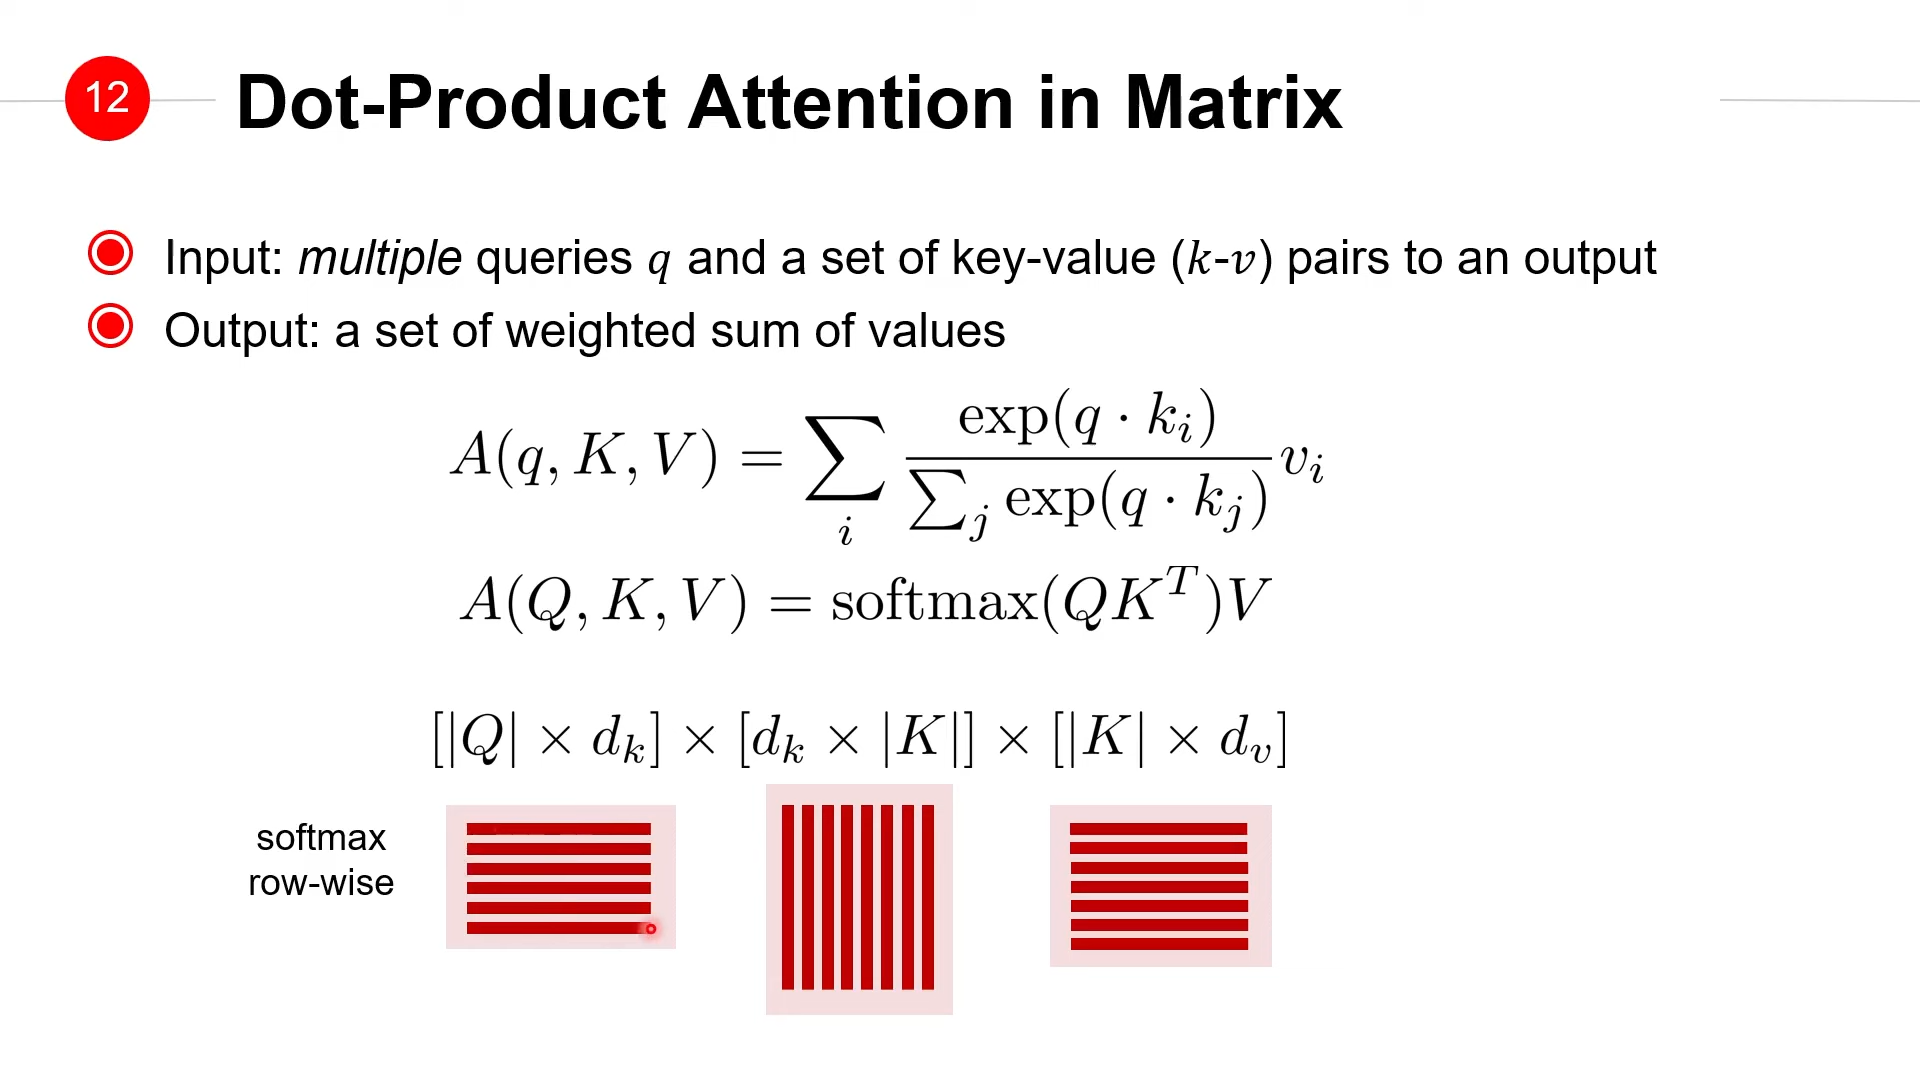 12
Dot-Product Attention in Matrix
Input: multiple queries q and a set of key-value (k-v) pairs to an output
Output: a set of weighted sum of values
A(q, K, V) = ∑_i exp(q · k_i) / ∑_j exp(q · k_j) v_i
A(Q, K, V) = softmax(QK^T)V
[|Q| × d_k] × [d_k × |K|] × [|K| × d_v]
softmax
row-wise